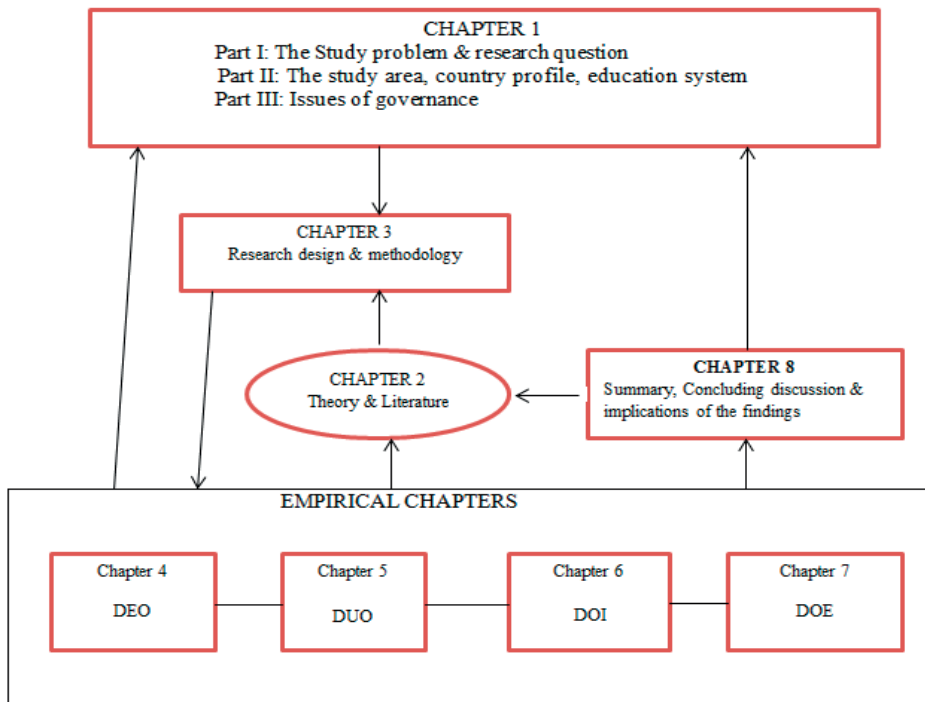 CHAPTER 1
Part I: The Study problem & research question
Part II: The study area, country profile, education system
Part III: Issues of governance
CHAPTER 3
Research design & methodology
CHAPTER 2
Theory & Literature
CHAPTER 8
Summary, Concluding discussion &
implications of the findings
EMPIRICAL CHAPTERS
Chapter 4
DEO
Chapter 5
DUO
Chapter 6
DOI
Chapter 7
DOE